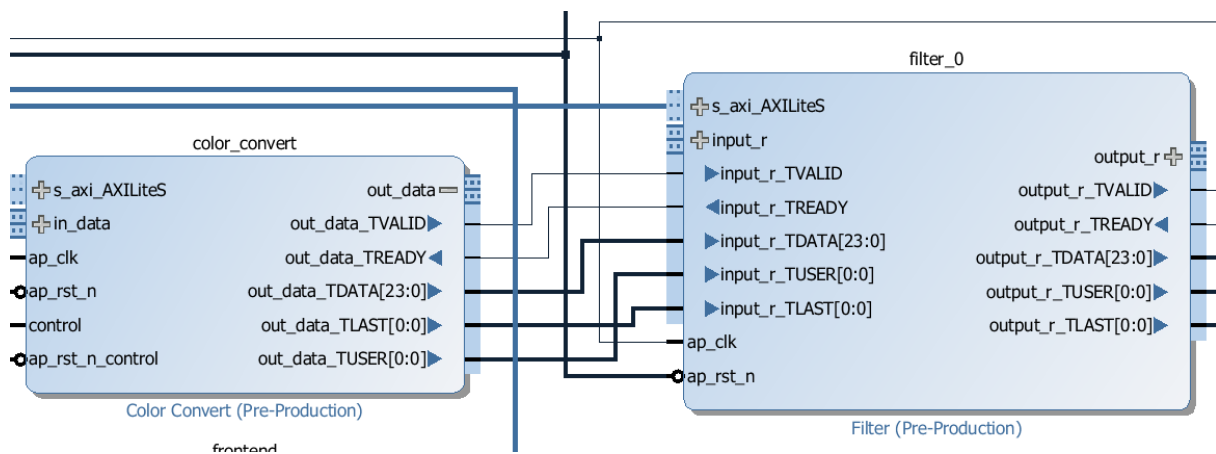 color_convert
s_axi_AXILiteS
in_data
ap_clk
ap_rst_n
control
ap_rst_n_control
out_data
out_data_TVALID
out_data_TREADY
out_data_TDATA[23:0]
out_data_TLAST[0:0]
out_data_TUSER[0:0]
Color Convert (Pre-Production)
frontend
filter_0
s_axi_AXILiteS
input_r
input_r_TVALID
input_r_TREADY
input_r_TDATA[23:0]
input_r_TUSER[0:0]
input_r_TLAST[0:0]
ap_clk
ap_rst_n
output_r
output_r_TVALID
output_r_TREADY
output_r_TDATA[23:0]
output_r_TUSER[0:0]
output_r_TLAST[0:0]
Filter (Pre-Production)